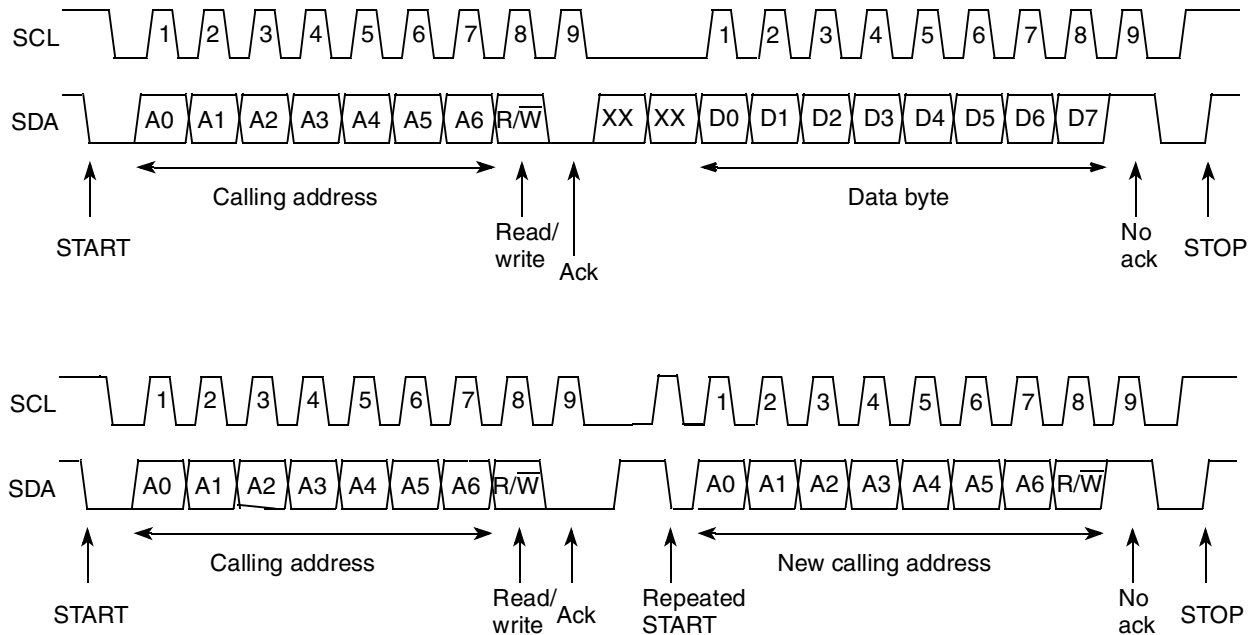 SCL 1 2 3 4 5 6 7 8 9 1 2 3 4 5 6 7 8 9
SDA A0 A1 A2 A3 A4 A5 A6 R/W̅ XX XX D0 D1 D2 D3 D4 D5 D6 D7
Calling address Data byte
START Read/ write Ack No ack STOP
SCL 1 2 3 4 5 6 7 8 9 1 2 3 4 5 6 7 8 9
SDA A0 A1 A2 A3 A4 A5 A6 R/W̅ A0 A1 A2 A3 A4 A5 A6 R/W̅
Calling address New calling address
START Read/ write Ack Repeated START No ack STOP